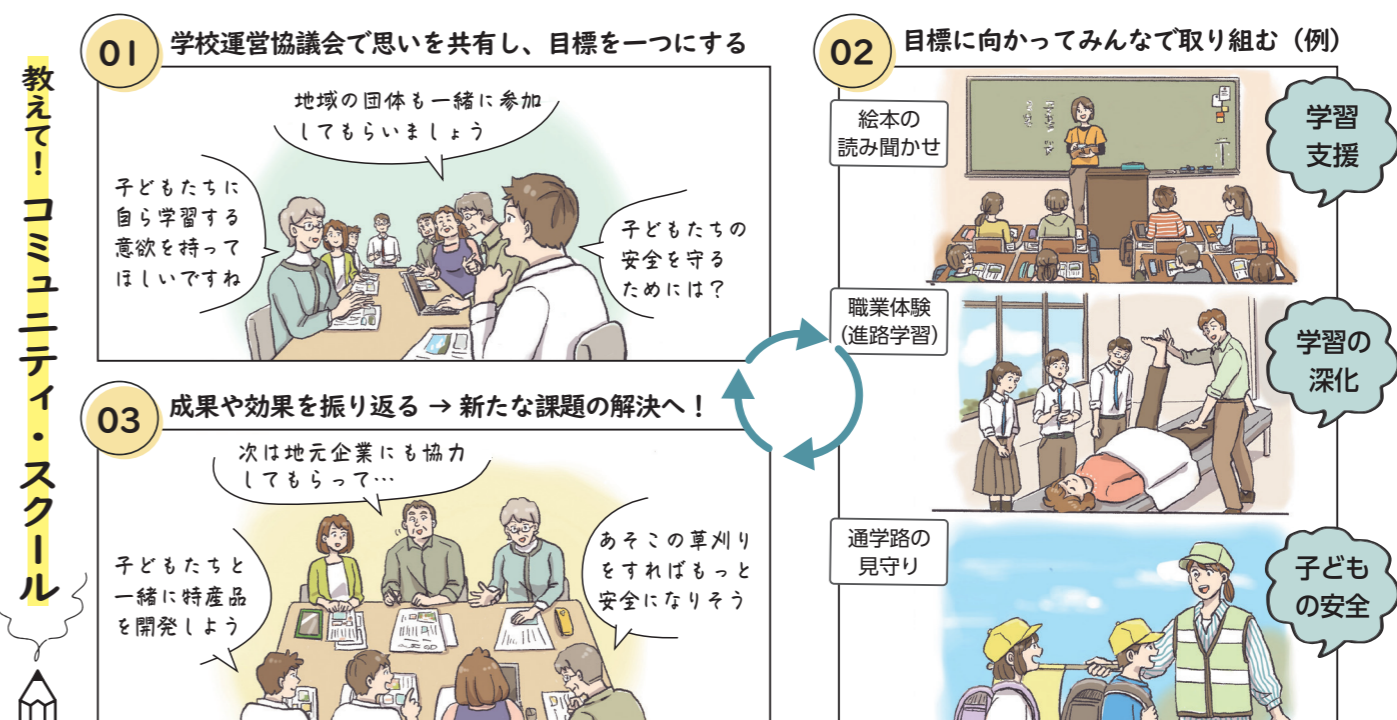 教えて！ コミュニティ・スクール
01
学校運営協議会で思いを共有し、目標を一つにする
地域の団体も一緒に参加
してもらいましょう
子どもたちに
自ら学習する
意欲を持って
ほしいですね
子どもたちの
安全を守る
ためには？
02
目標に向かってみんなで取り組む（例）
絵本の
読み聞かせ
学習
支援
職業体験
（進路学習）
学習の
深化
通学路の
見守り
子ども
の安全
03
成果や効果を振り返る → 新たな課題の解決へ！
次は地元企業にも協力
してもらって…
子どもたちと
一緒に特産品
を開発しよう
あそこの草刈り
をすればもっと
安全になりそう